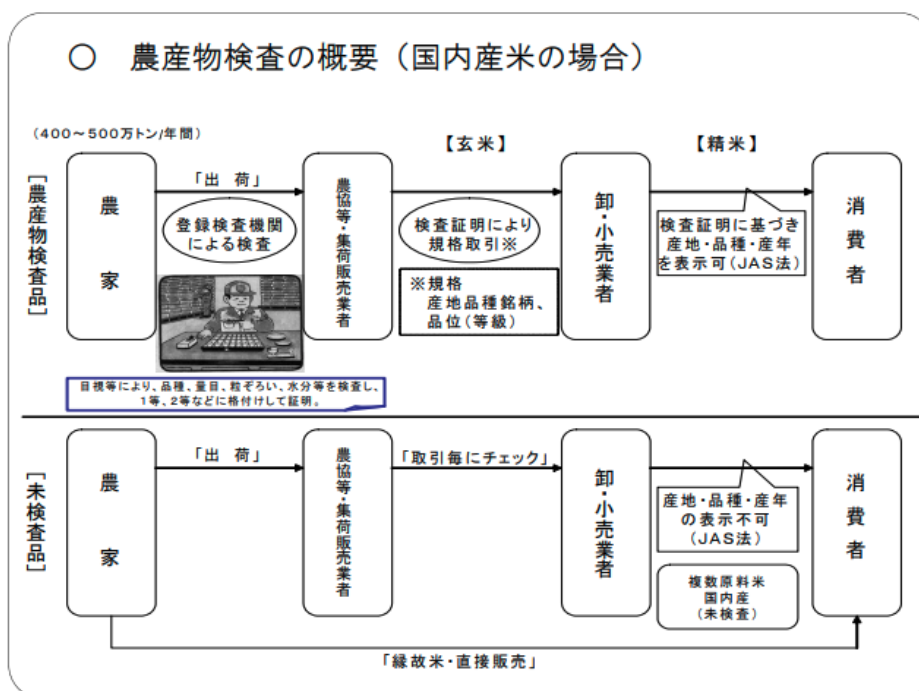 ○ 農産物検査の概要（国内産米の場合）
（400～500万トン/年間）
【玄米】
【精米】
［農産物検査品］
農家
「出 荷」
登録検査機関
による検査
農協等・集荷販売業者
検査証明により
規格取引※
※規格
産地品種銘柄、
品位（等級）
卸・小売業者
検査証明に基づき
産地・品種・産年
を表示可（JAS法）
消費者
目視等により、品種、量目、粒ぞろい、水分等を検査し、
1等、2等などに格付けして証明。
［未検査品］
農家
「出 荷」
農協等・集荷販売業者
「取引毎にチェック」
卸・小売業者
産地・品種・産年
の表示不可
（JAS法）
複数原料米
国内産
（未検査）
消費者
「縁故米・直接販売」